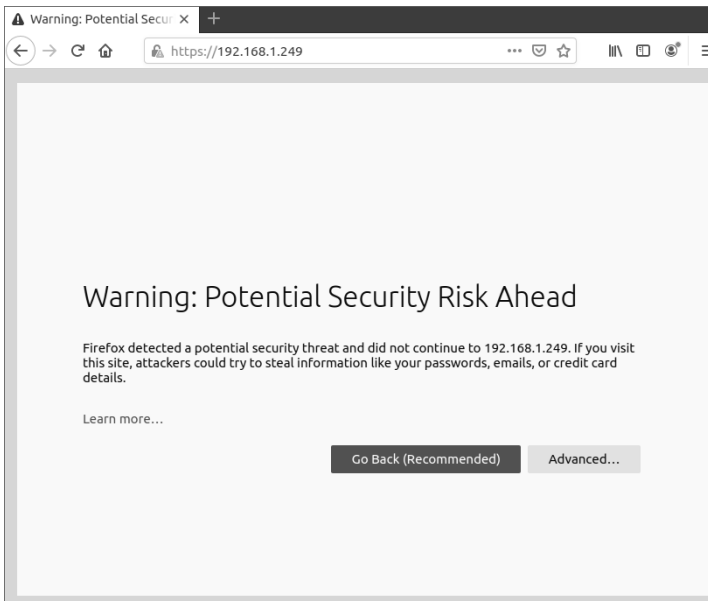 Warning: Potential Secur
https://192.168.1.249
Warning: Potential Security Risk Ahead
Firefox detected a potential security threat and did not continue to 192.168.1.249. If you visit
this site, attackers could try to steal information like your passwords, emails, or credit card
details.
Learn more…
Go Back (Recommended)
Advanced…